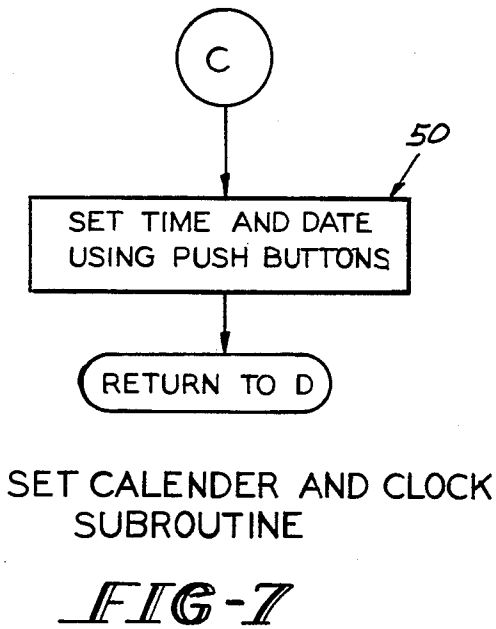 C
50
SET TIME AND DATE
USING PUSH BUTTONS
RETURN TO D
SET CALENDER AND CLOCK
SUBROUTINE
FIG-7